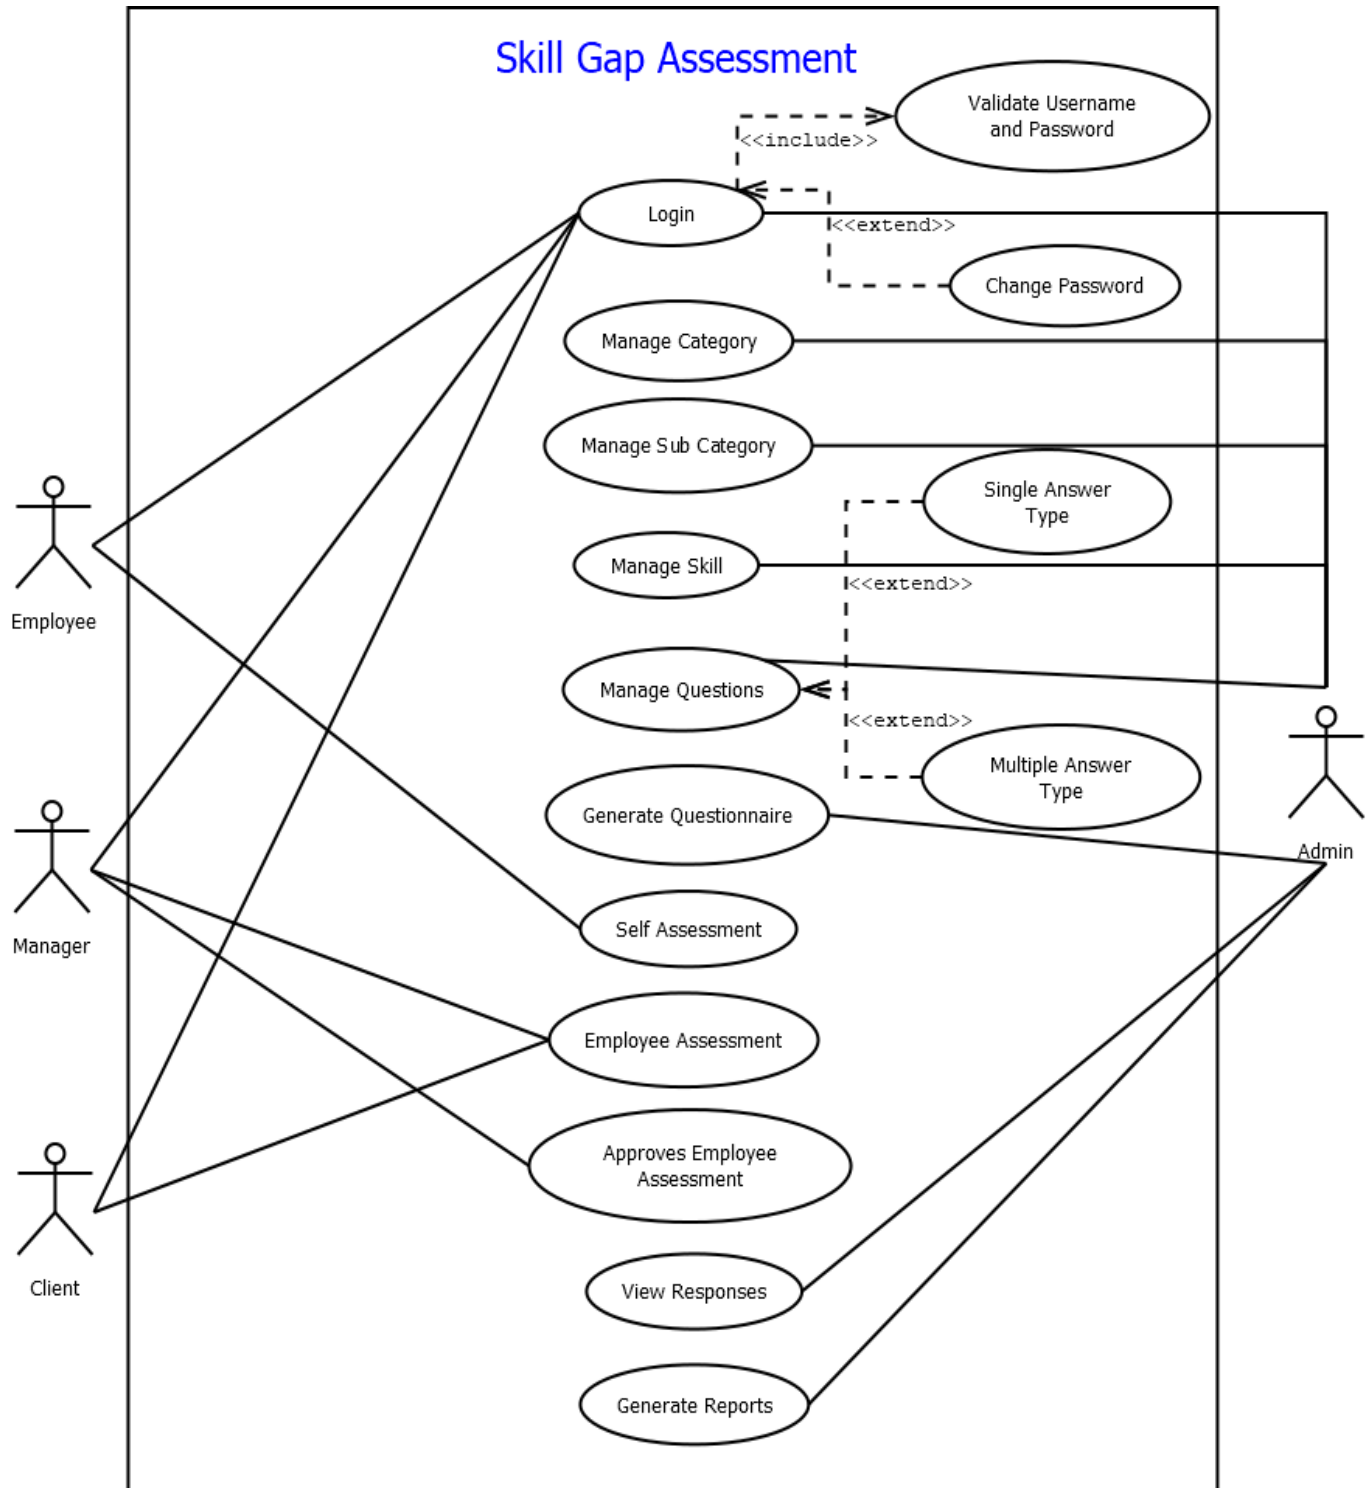 Skill Gap Assessment
Validate Username
and Password
<<include>>
Login
<<extend>>
Change Password
Manage Category
Manage Sub Category
Single Answer
Type
Manage Skill
<<extend>>
Employee
Manage Questions
<<extend>>
Multiple Answer
Type
Generate Questionnaire
Admin
Self Assessment
Manager
Employee Assessment
Approves Employee
Assessment
Client
View Responses
Generate Reports